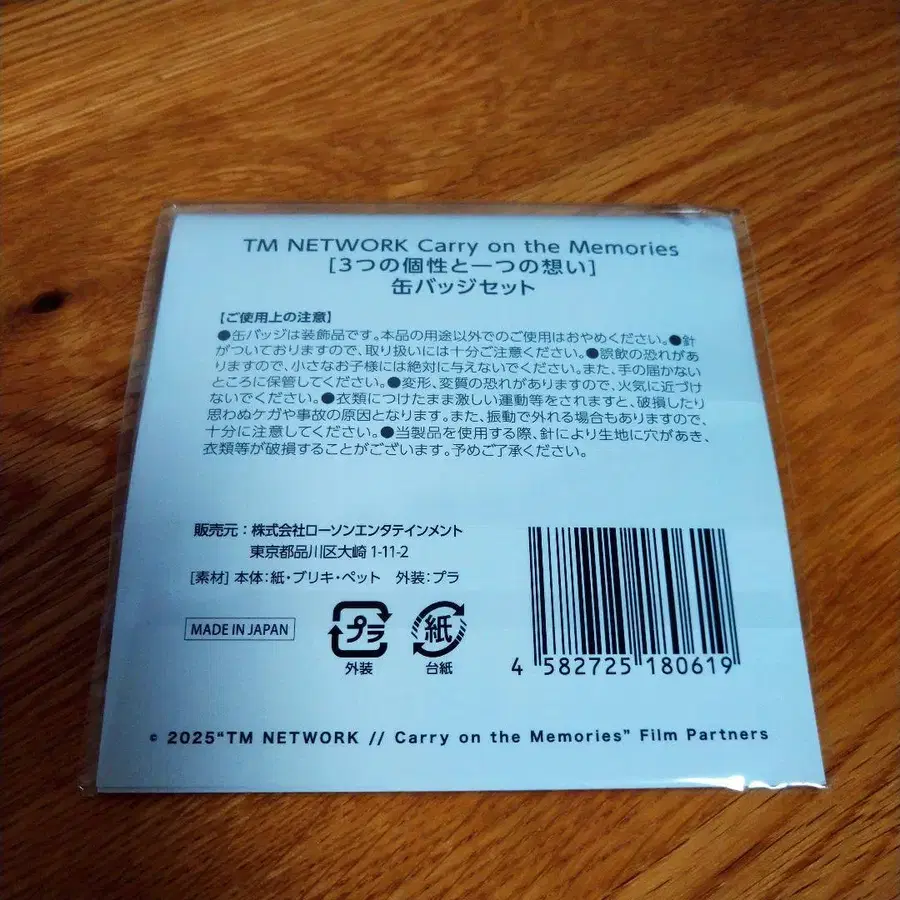 TM NETWORK Carry on the Memories
[3つの個性と一つの想い]
缶バッジセット
【ご使用上の注意】
●缶バッジは装飾品です。本品の用途以外でのご使用はおやめください。●針
がついておりますので、取り扱いには十分ご注意ください。●誤飲の恐れがあ
りますので、小さなお子様には絶対に与えないでください。また、手の届かない
ところに保管してください。●変形、変質の恐れがありますので、火気に近づけ
ないでください。●衣類につけたまま激しい運動等をされますと、破損したり
思わぬケガや事故の原因となります。また、振動で外れる場合もありますので、
十分に注意してください。●当製品を使用する際、針により生地に穴があき、
衣類等が破損することがございます。予めご了承ください。
販売元:株式会社ローソンエンタテインメント
東京都品川区大崎 1-11-2
[素材] 本体:紙・ブリキ・ペット 外装:プラ
MADE IN JAPAN
プラ
外装
紙
台紙
4 582725 180619
© 2025“TM NETWORK // Carry on the Memories” Film Partners